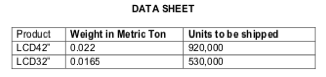 DATA SHEET
Product Weight in Metric Ton Units to be shipped
LCD42" 0.022 920,000
LCD32" 0.0165 530,000